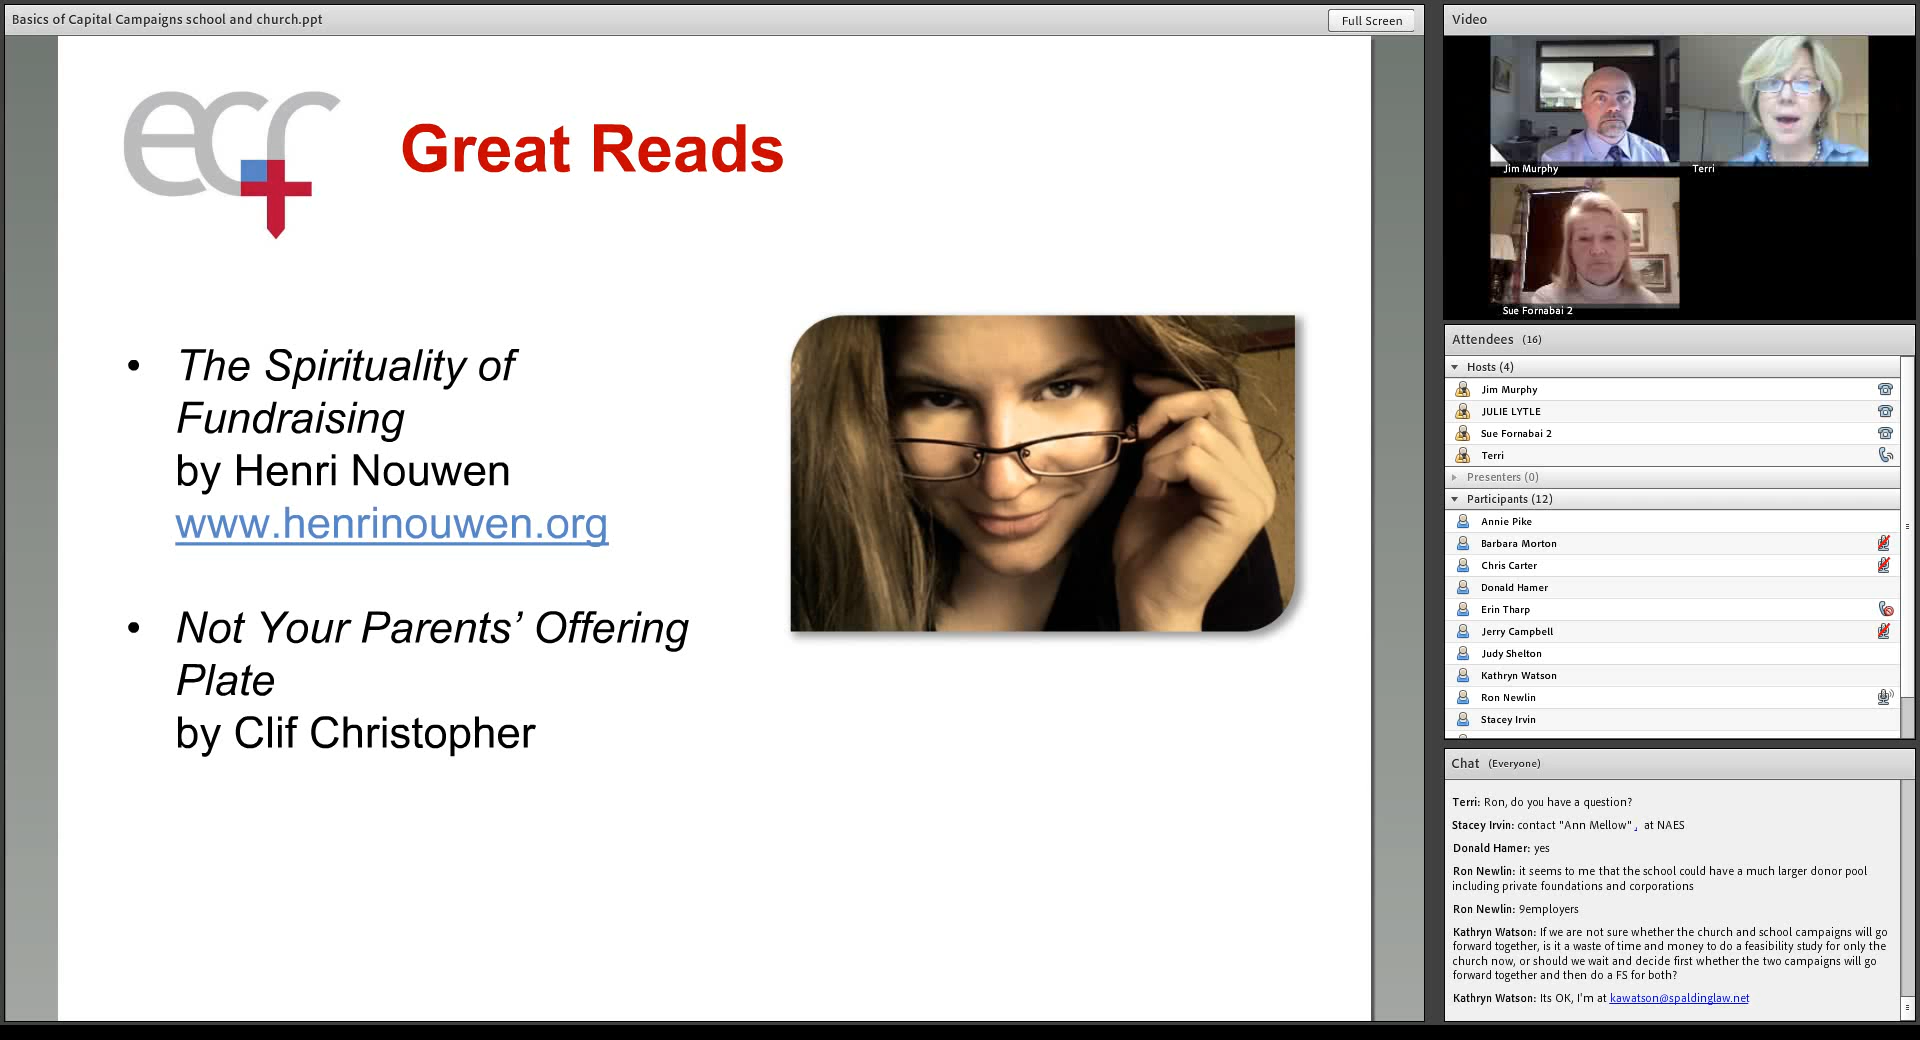 Basics of Capital Campaigns school and church.ppt
Full Screen
ecf
Great Reads
• The Spirituality of
Fundraising
by Henri Nouwen
www.henrinouwen.org
• Not Your Parents’ Offering
Plate
by Clif Christopher
Video
Jim Murphy
Terri
Sue Fornabai 2
Attendees (16)
Hosts (4)
Jim Murphy
JULIE LYTLE
Sue Fornabai 2
Terri
Presenters (0)
Participants (12)
Annie Pike
Barbara Morton
Chris Carter
Donald Hamer
Erin Tharp
Jerry Campbell
Judy Shelton
Kathryn Watson
Ron Newlin
Stacey Irvin
Chat (Everyone)
Terri: Ron, do you have a question?
Stacey Irvin: contact "Ann Mellow" , at NAES
Donald Hamer: yes
Ron Newlin: it seems to me that the school could have a much larger donor pool
including private foundations and corporations
Ron Newlin: 9employers
Kathryn Watson: If we are not sure whether the church and school campaigns will go
forward together, is it a waste of time and money to do a feasibility study for only the
church now, or should we wait and decide first whether the two campaigns will go
forward together and then do a FS for both?
Kathryn Watson: Its OK, I'm at kawatson@spaldinglaw.net